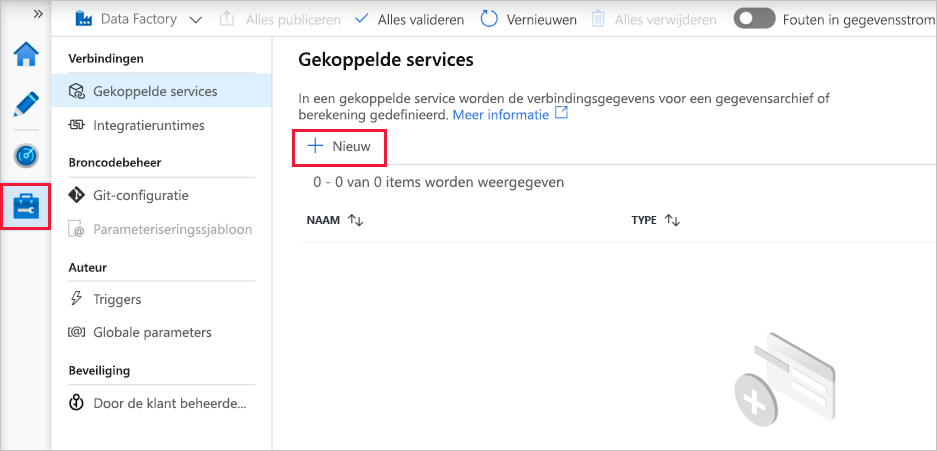 Data Factory
Alles publiceren
Alles valideren
Vernieuwen
Alles verwijderen
Fouten in gegevensstrom
»
Verbindingen
Gekoppelde services
Integratieruntimes
Broncodebeheer
Git-configuratie
Parameteriseringssjabloon
Auteur
Triggers
Globale parameters
Beveiliging
Door de klant beheerde...
Gekoppelde services
In een gekoppelde service worden de verbindingsgegevens voor een gegevensarchief of
berekening gedefinieerd. Meer informatie
+ Nieuw
0 - 0 van 0 items worden weergegeven
NAAM
TYPE